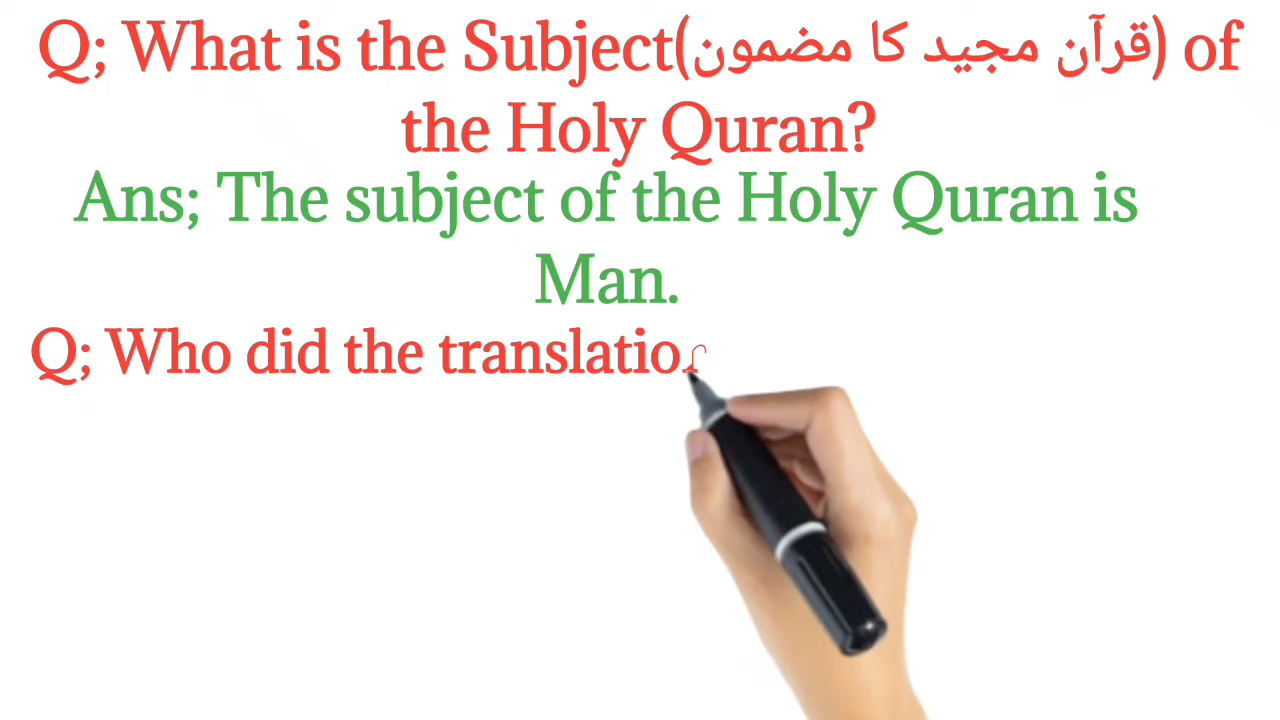 Q; What is the Subject(قرآن مجید کا مضمون) of
the Holy Quran?
Ans; The subject of the Holy Quran is
Man.
Q; Who did the translatio